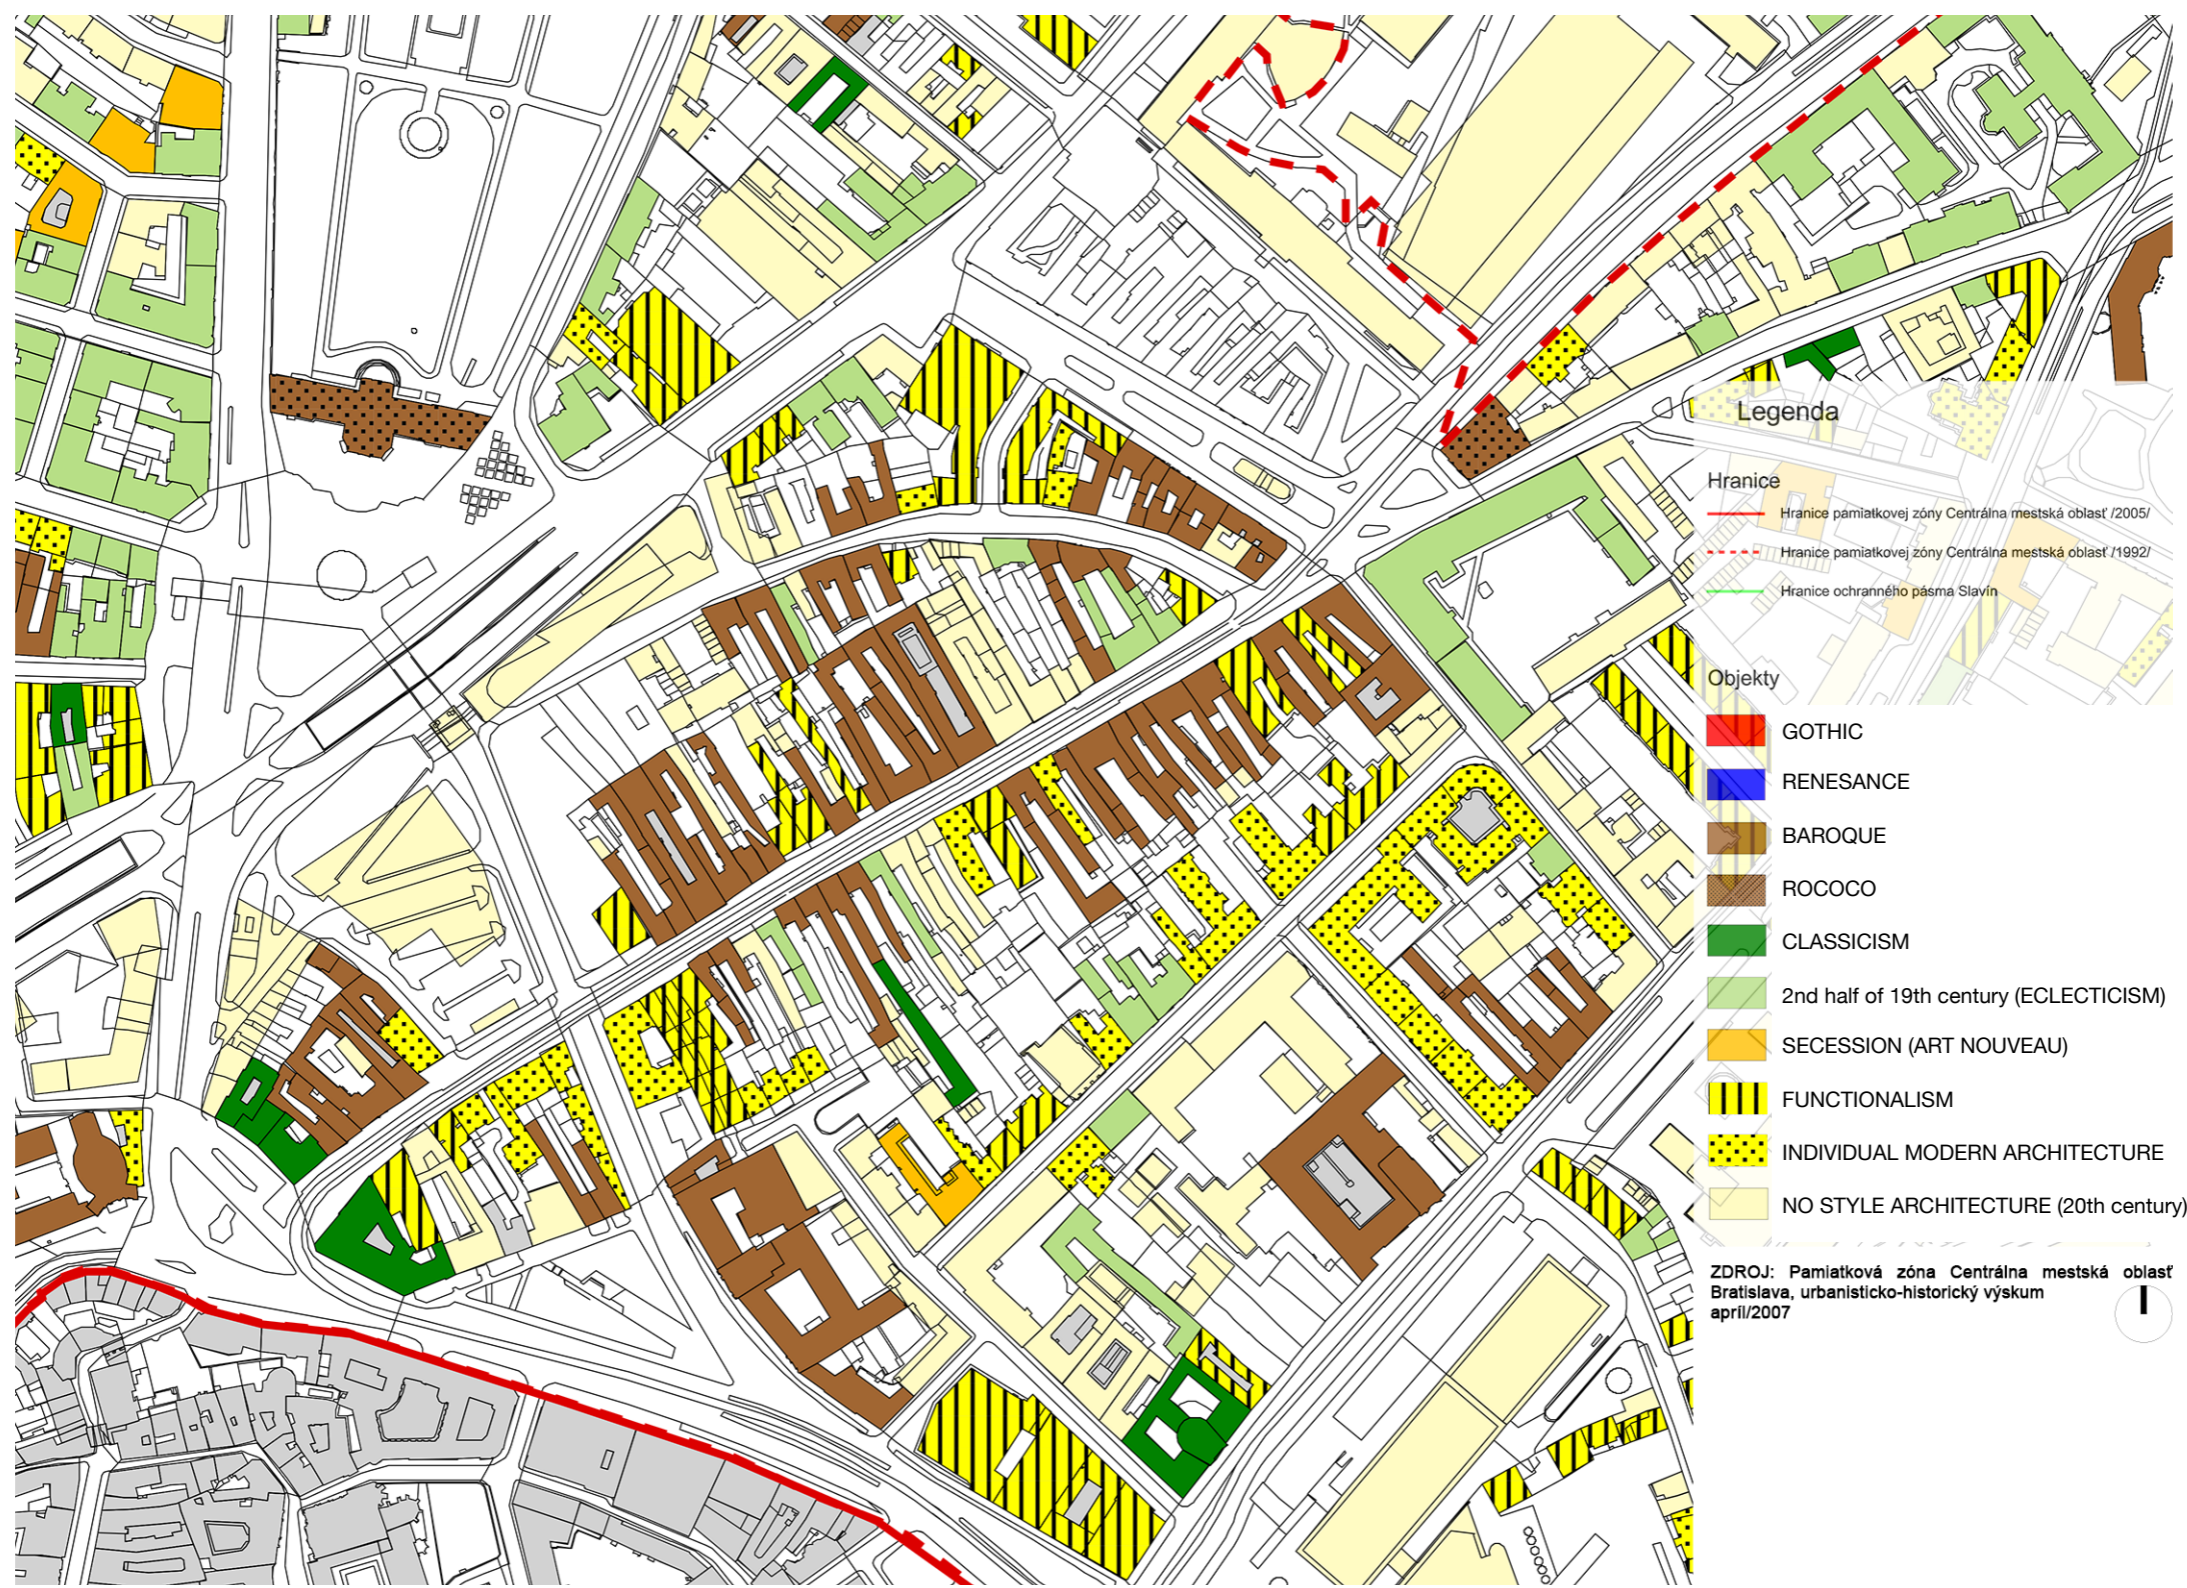 Legenda
Hranice
Hranice pamiatkovej zóny Centrálna mestská oblasť /2005/
Hranice pamiatkovej zóny Centrálna mestská oblasť /1992/
Hranice ochranného pásma Slavín
Objekty
GOTHIC
RENESANCE
BAROQUE
ROCOCO
CLASSICISM
2nd half of 19th century (ECLECTICISM)
SECESSION (ART NOUVEAU)
FUNCTIONALISM
INDIVIDUAL MODERN ARCHITECTURE
NO STYLE ARCHITECTURE (20th century)
ZDROJ: Pamiatková zóna Centrálna mestská oblasť
Bratislava, urbanisticko-historický výskum
apríl/2007